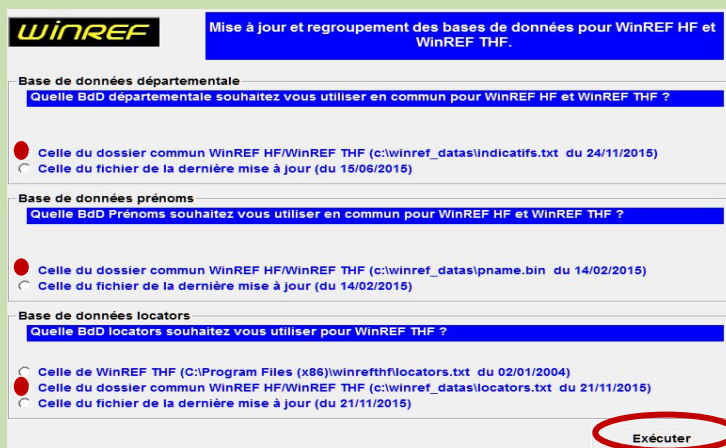 WinREF
Mise à jour et regroupement des bases de données pour WinREF HF et
WinREF THF.
Base de données départementale
Quelle BdD départementale souhaitez vous utiliser en commun pour WinREF HF et WinREF THF ?
Celle du dossier commun WinREF HF/WinREF THF (c:\winref_datas\indicatifs.txt du 24/11/2015)
Celle du fichier de la dernière mise à jour (du 15/06/2015)
Base de données prénoms
Quelle BdD Prénoms souhaitez vous utiliser en commun pour WinREF HF et WinREF THF ?
Celle du dossier commun WinREF HF/WinREF THF (c:\winref_datas\pname.bin du 14/02/2015)
Celle du fichier de la dernière mise à jour (du 14/02/2015)
Base de données locators
Quelle BdD locators souhaitez vous utiliser pour WinREF THF ?
Celle de WinREF THF (C:\Program Files (x86)\winrefthf\locators.txt du 02/01/2004)
Celle du dossier commun WinREF HF/WinREF THF (c:\winref_datas\locators.txt du 21/11/2015)
Celle du fichier de la dernière mise à jour (du 21/11/2015)
Exécuter